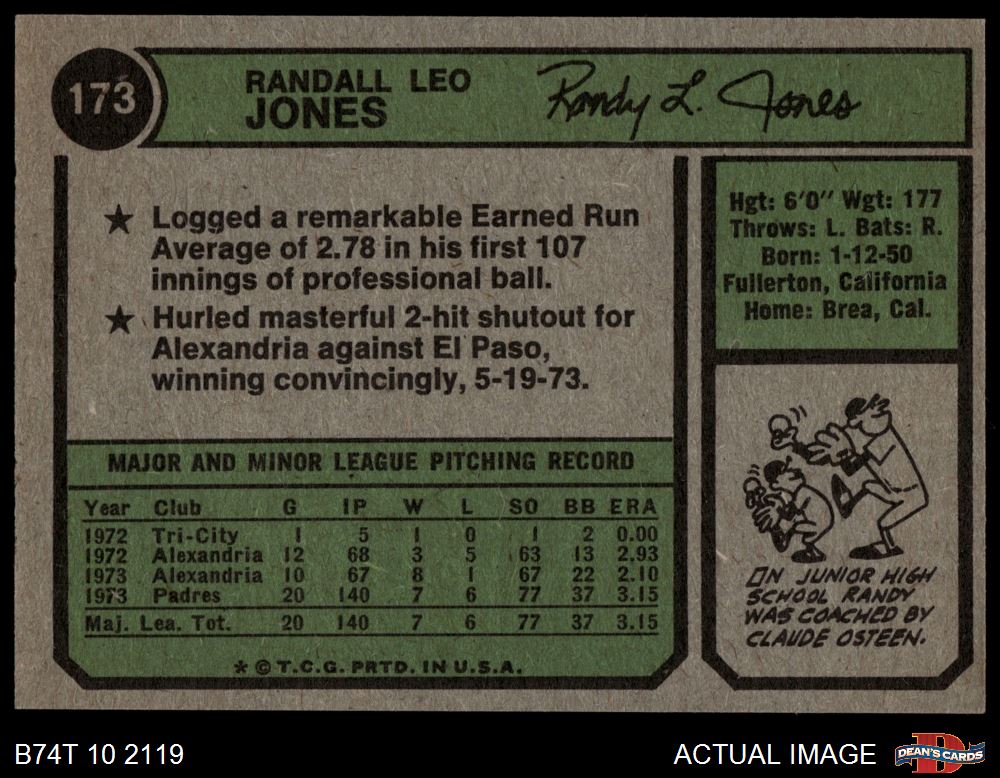 173
RANDALL LEO
JONES
Randy L. Jones
★ Logged a remarkable Earned Run
Average of 2.78 in his first 107
innings of professional ball.
★ Hurled masterful 2-hit shutout for
Alexandria against El Paso,
winning convincingly, 5-19-73.
Hgt: 6'0" Wgt: 177
Throws: L. Bats: R.
Born: 1-12-50
Fullerton, California
Home: Brea, Cal.
MAJOR AND MINOR LEAGUE PITCHING RECORD
Year Club G IP W L SO BB ERA
1972 Tri-City 1 5 1 0 1 2 0.00
1972 Alexandria 12 68 3 5 63 13 2.93
1973 Alexandria 10 67 8 1 67 22 2.10
1973 Padres 20 140 7 6 77 37 3.15
Maj. Lea. Tot. 20 140 7 6 77 37 3.15
* © T.C.G. PRTD. IN U.S.A.
IN JUNIOR HIGH
SCHOOL RANDY
WAS COACHED BY
CLAUDE OSTEEN.
B74T 10 2119
ACTUAL IMAGE
DEAN'S CARDS